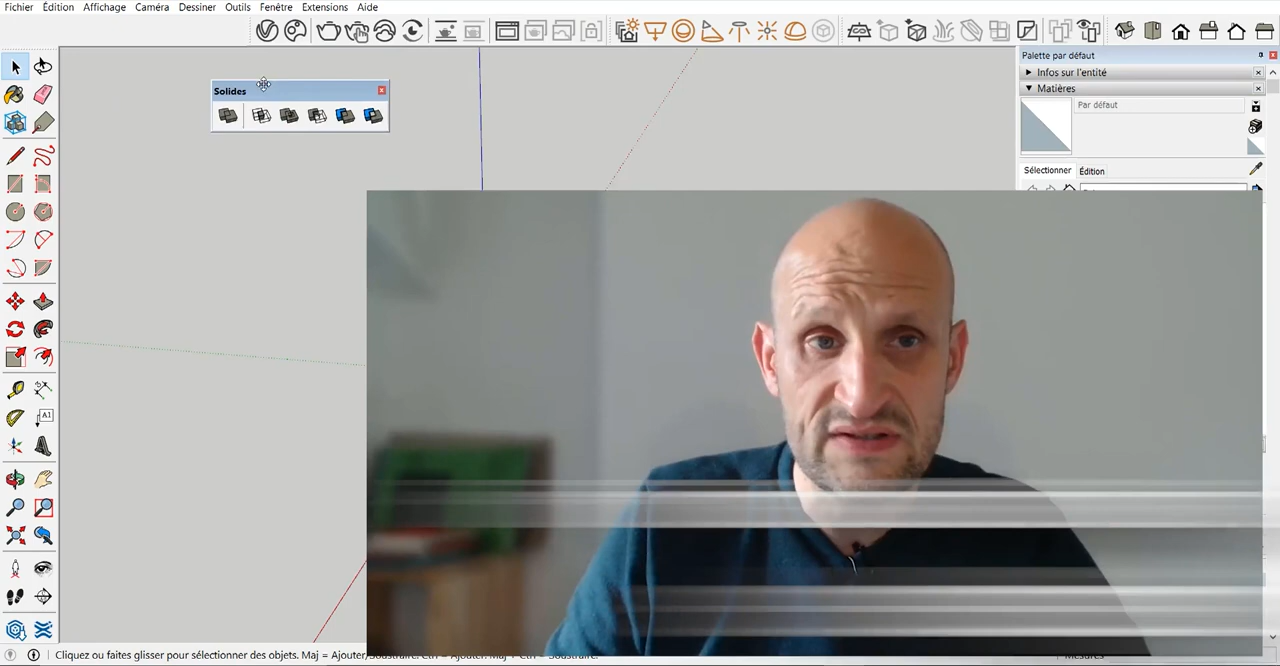 Fichier Édition Affichage Caméra Dessiner Outils Fenêtre Extensions Aide
Palette par défaut
Solides
Infos sur l'entité
Matières
Par défaut
Sélectionner Édition
A1
Cliquez ou faites glisser pour sélectionner des objets. Maj = Ajouter/Soustraire. Ctrl = Ajouter. Maj + Ctrl = Soustraire.
Mesures